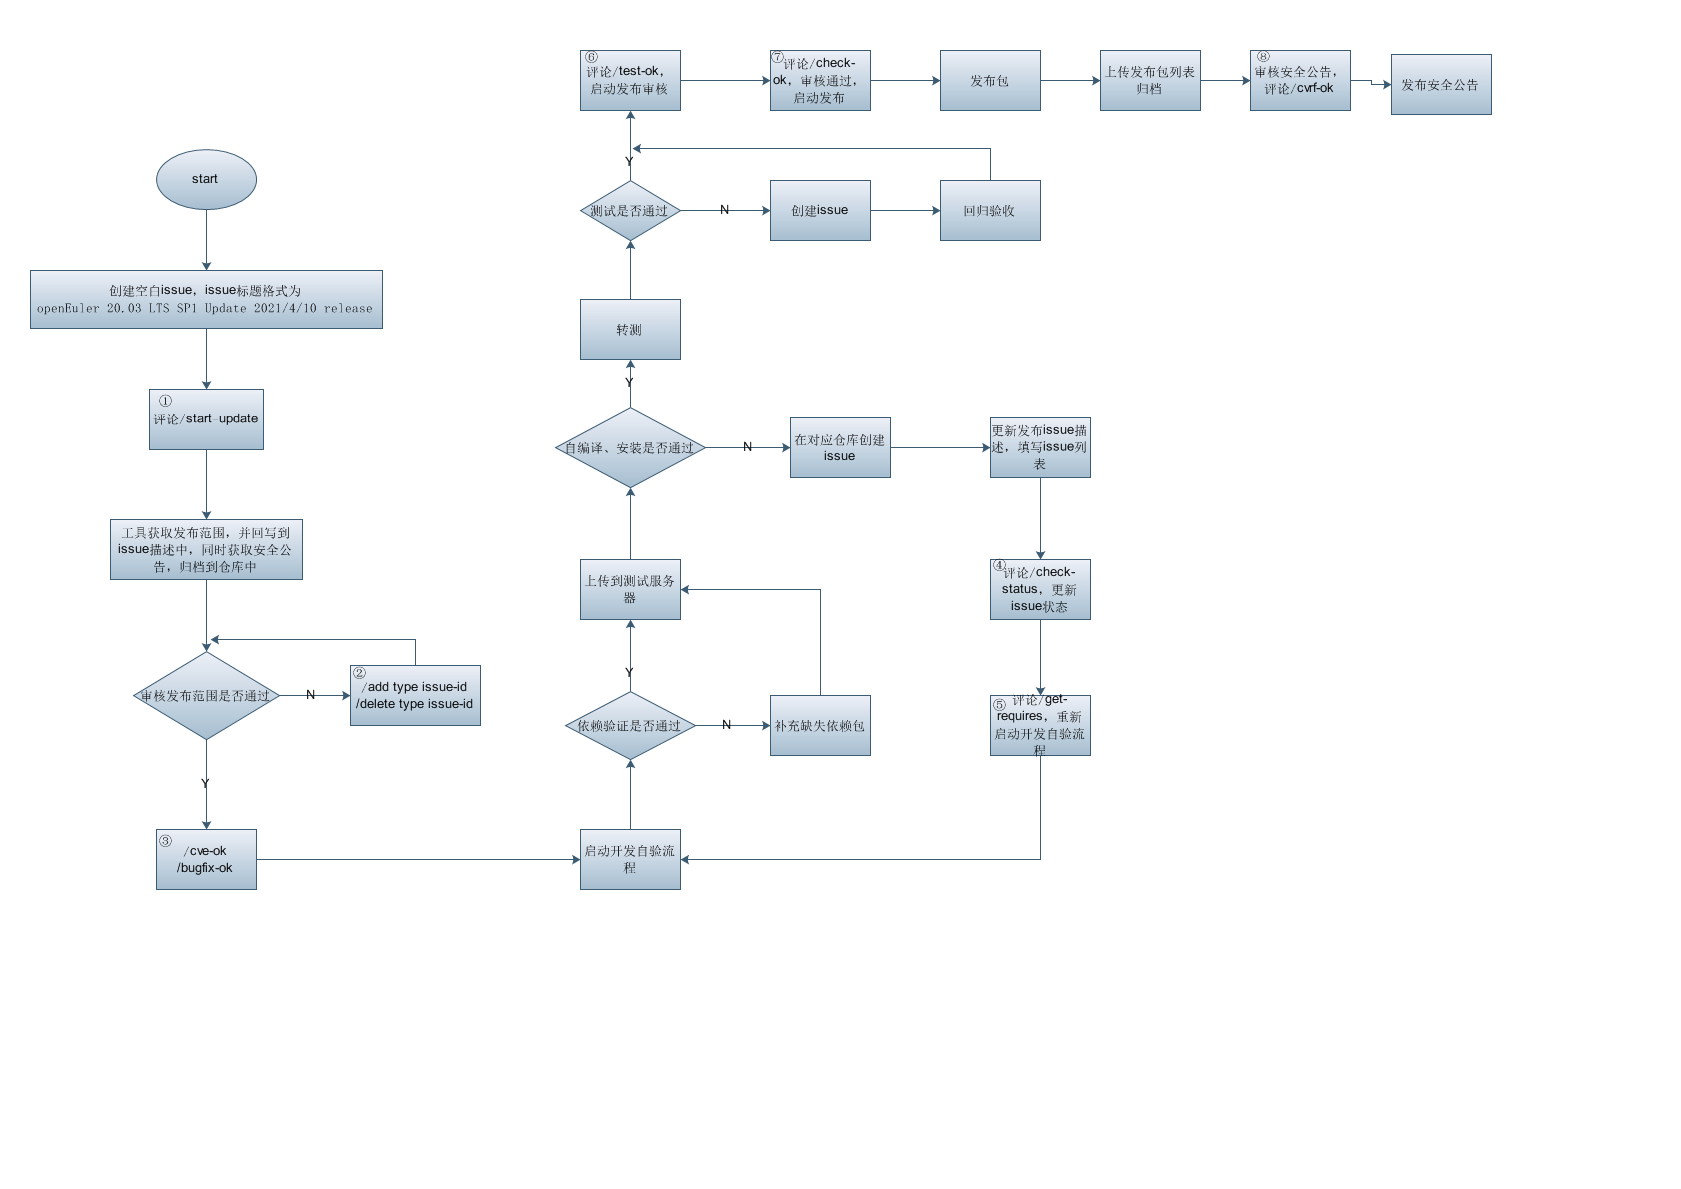 start
创建空白issue，issue标题格式为
openEuler 20.03 LTS SP1 Update 2021/4/10 release
①
评论/start-update
工具获取发布范围，并回写到
issue描述中，同时获取安全公
告，归档到仓库中
审核发布范围是否通过
N
②
/add type issue-id
/delete type issue-id
Y
③
/cve-ok
/bugfix-ok
启动开发自验流
程
依赖验证是否通过
N
补充缺失依赖包
Y
上传到测试服务
器
自编译、安装是否通过
N
在对应仓库创建
issue
更新发布issue描
述，填写issue列
表
④
评论/check-
status，更新
issue状态
⑤
评论/get-
requires，重新
启动开发自验流
程
Y
转测
测试是否通过
N
创建issue
回归验收
Y
⑥
评论/test-ok，
启动发布审核
⑦
评论/check-
ok，审核通过，
启动发布
发布包
上传发布包列表
归档
⑧
审核安全公告，
评论/cvrf-ok
发布安全公告